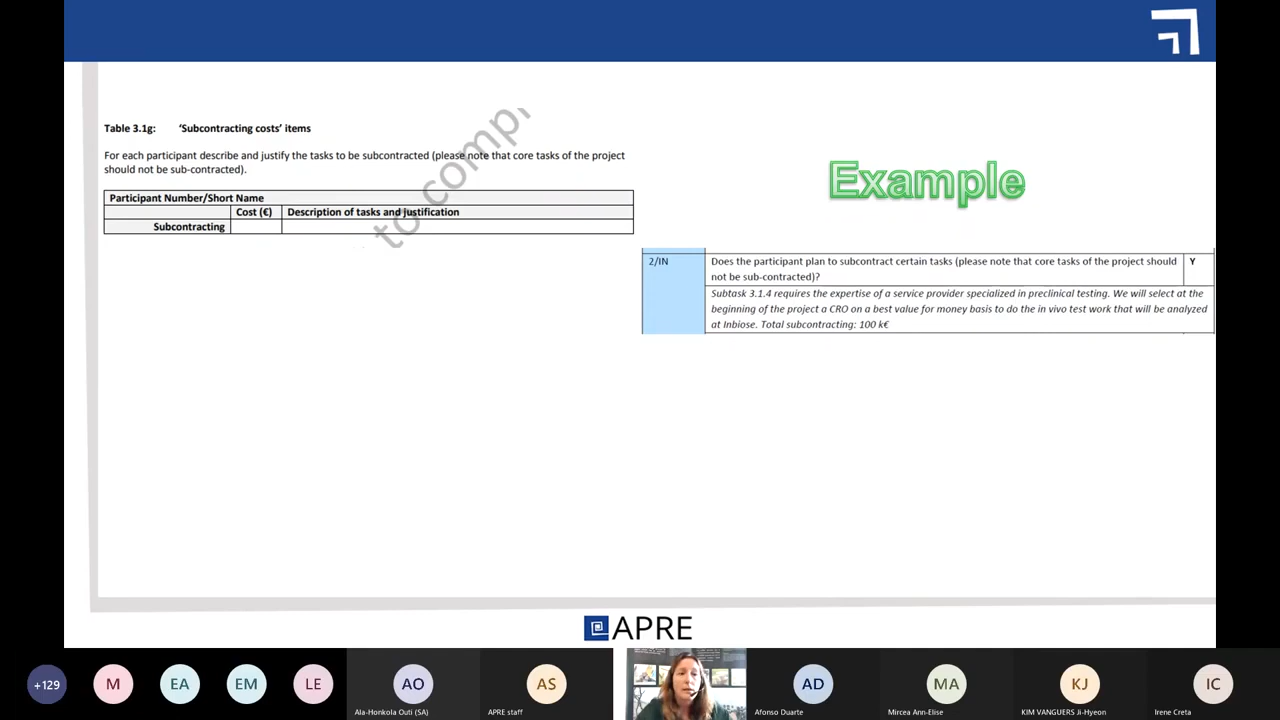 Table 3.1g: ‘Subcontracting costs’ items
For each participant describe and justify the tasks to be subcontracted (please note that core tasks of the project
should not be sub-contracted).
Participant Number/Short Name
Cost (€) Description of tasks and justification
Subcontracting
to compl
Example
2/IN Does the participant plan to subcontract certain tasks (please note that core tasks of the project should Y
not be sub-contracted)?
Subtask 3.1.4 requires the expertise of a service provider specialized in preclinical testing. We will select at the
beginning of the project a CRO on a best value for money basis to do the in vivo test work that will be analyzed
at Inbiose. Total subcontracting: 100 k€
APRE
+129 M EA EM LE AO AS AD MA KJ IC
Ala-Honkola Outi (SA) APRE staff Afonso Duarte Mircea Ann-Elise KIM VANGUERS Ji-Hyeon Irene Creta